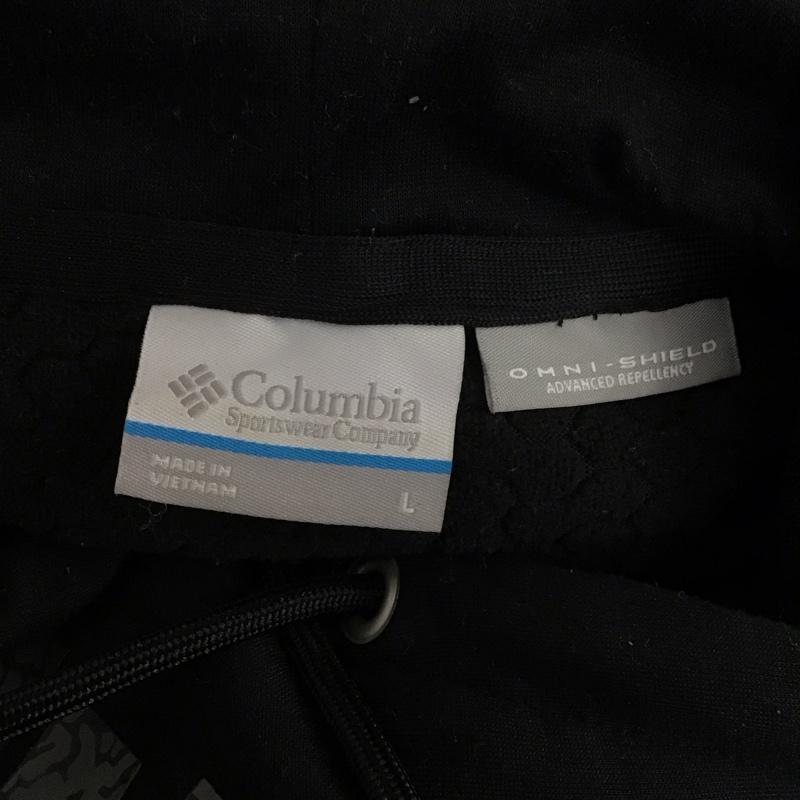 Columbia
Sportswear Company
MADE IN
VIETNAM
L
OMNI-SHIELD
ADVANCED REPELLENCY